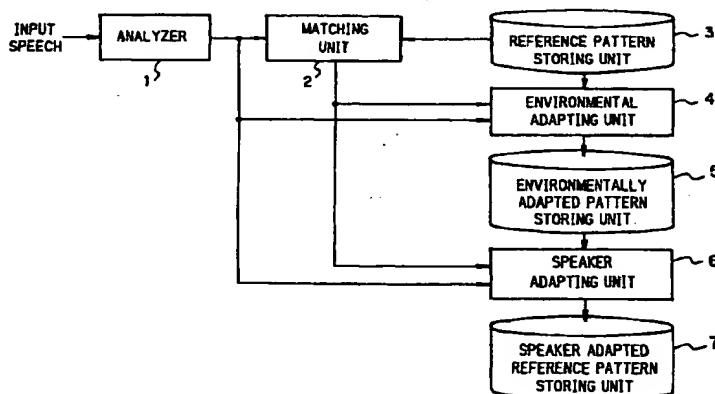 INPUT
SPEECH
ANALYZER
1
MATCHING
UNIT
2
REFERENCE PATTERN
STORING UNIT
3
ENVIRONMENTAL
ADAPTING UNIT
4
ENVIRONMENTALLY
ADAPTED PATTERN
STORING UNIT
5
SPEAKER
ADAPTING UNIT
6
SPEAKER ADAPTED
REFERENCE PATTERN
STORING UNIT
7